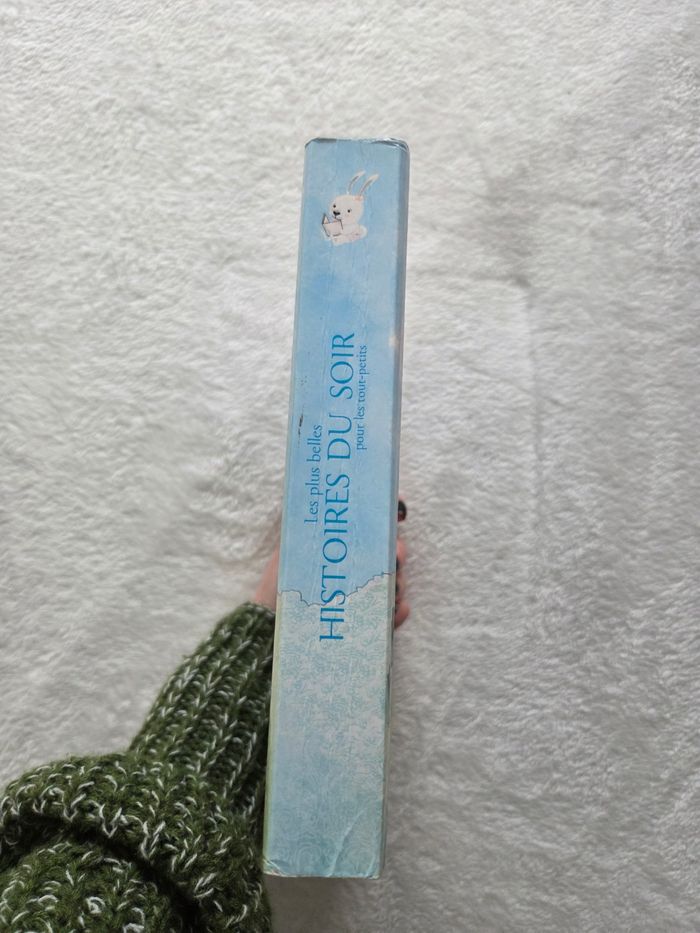 Les plus belles
HISTOIRES DU SOIR
pour les tout-petits